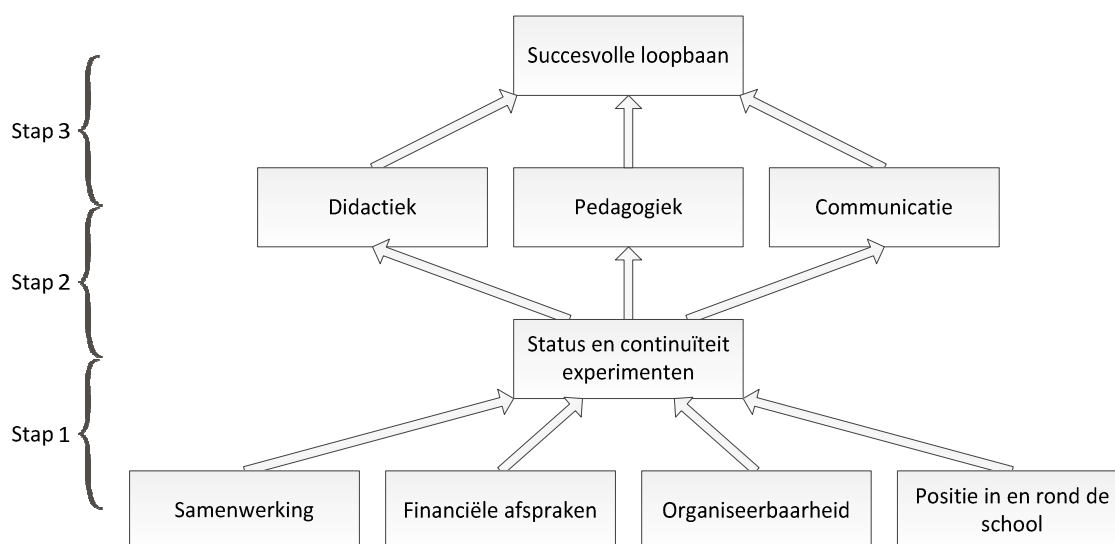 Succesvolle loopbaan
Stap 3
Didactiek
Pedagogiek
Communicatie
Stap 2
Status en continuïteit
experimenten
Stap 1
Samenwerking
Financiële afspraken
Organiseerbaarheid
Positie in en rond de
school